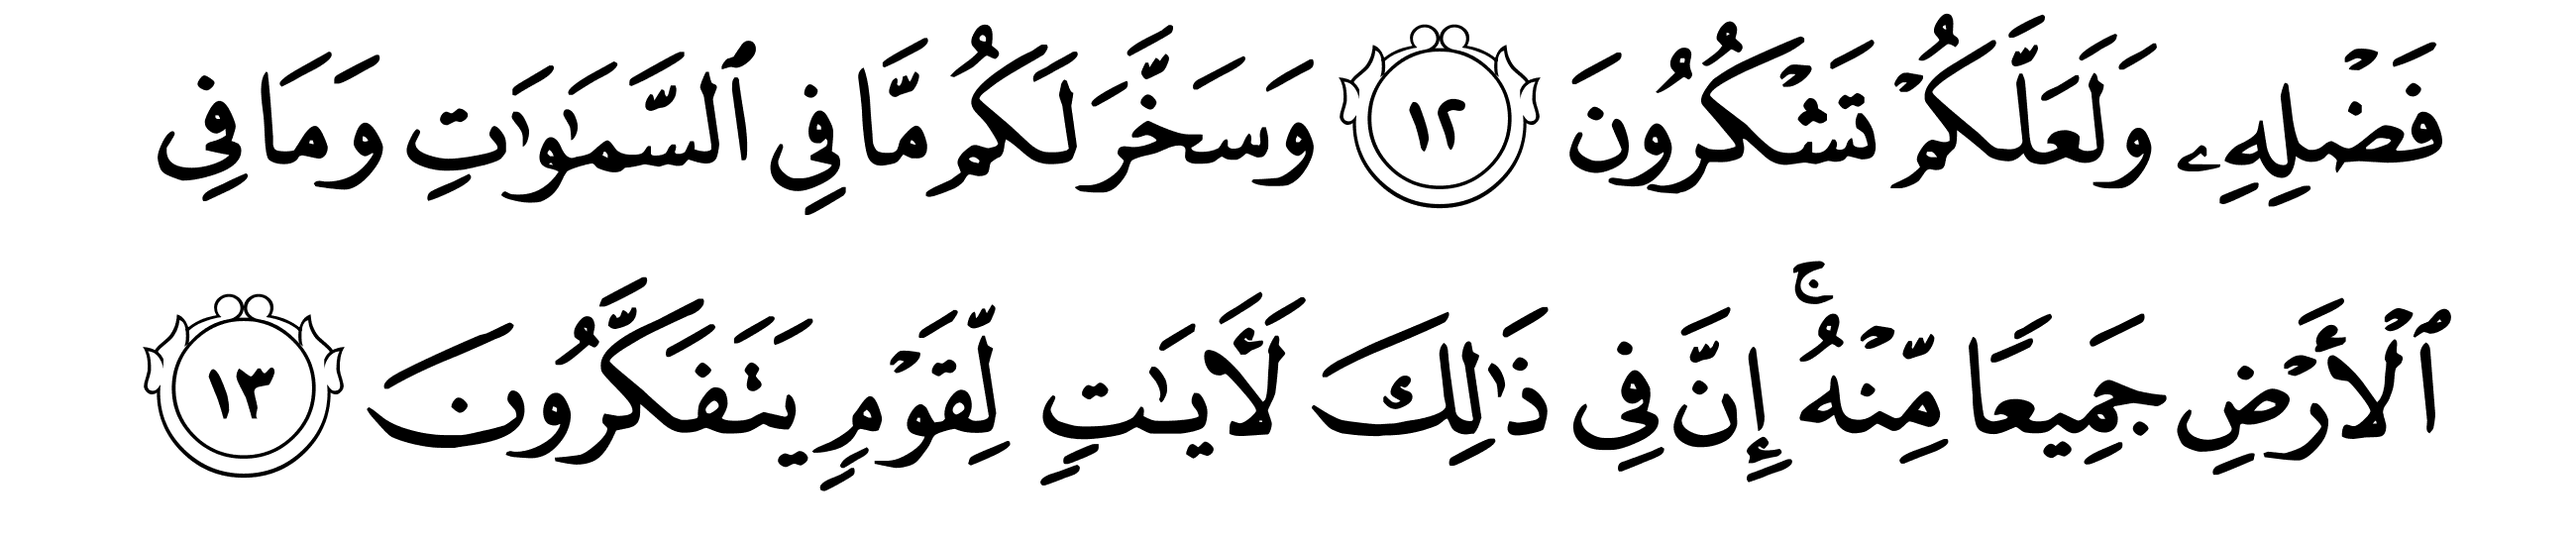 فَضۡلِهِۦ وَلَعَلَّكُمۡ تَشۡكُرُونَ ١٢ وَسَخَّرَ لَكُم مَّا فِي ٱلسَّمَٰوَٰتِ وَمَا فِي
ٱلۡأَرۡضِ جَمِيعٗا مِّنۡهُۚ إِنَّ فِي ذَٰلِكَ لَأٓيَٰتٖ لِّقَوۡمٖ يَتَفَكَّرُونَ ١٣